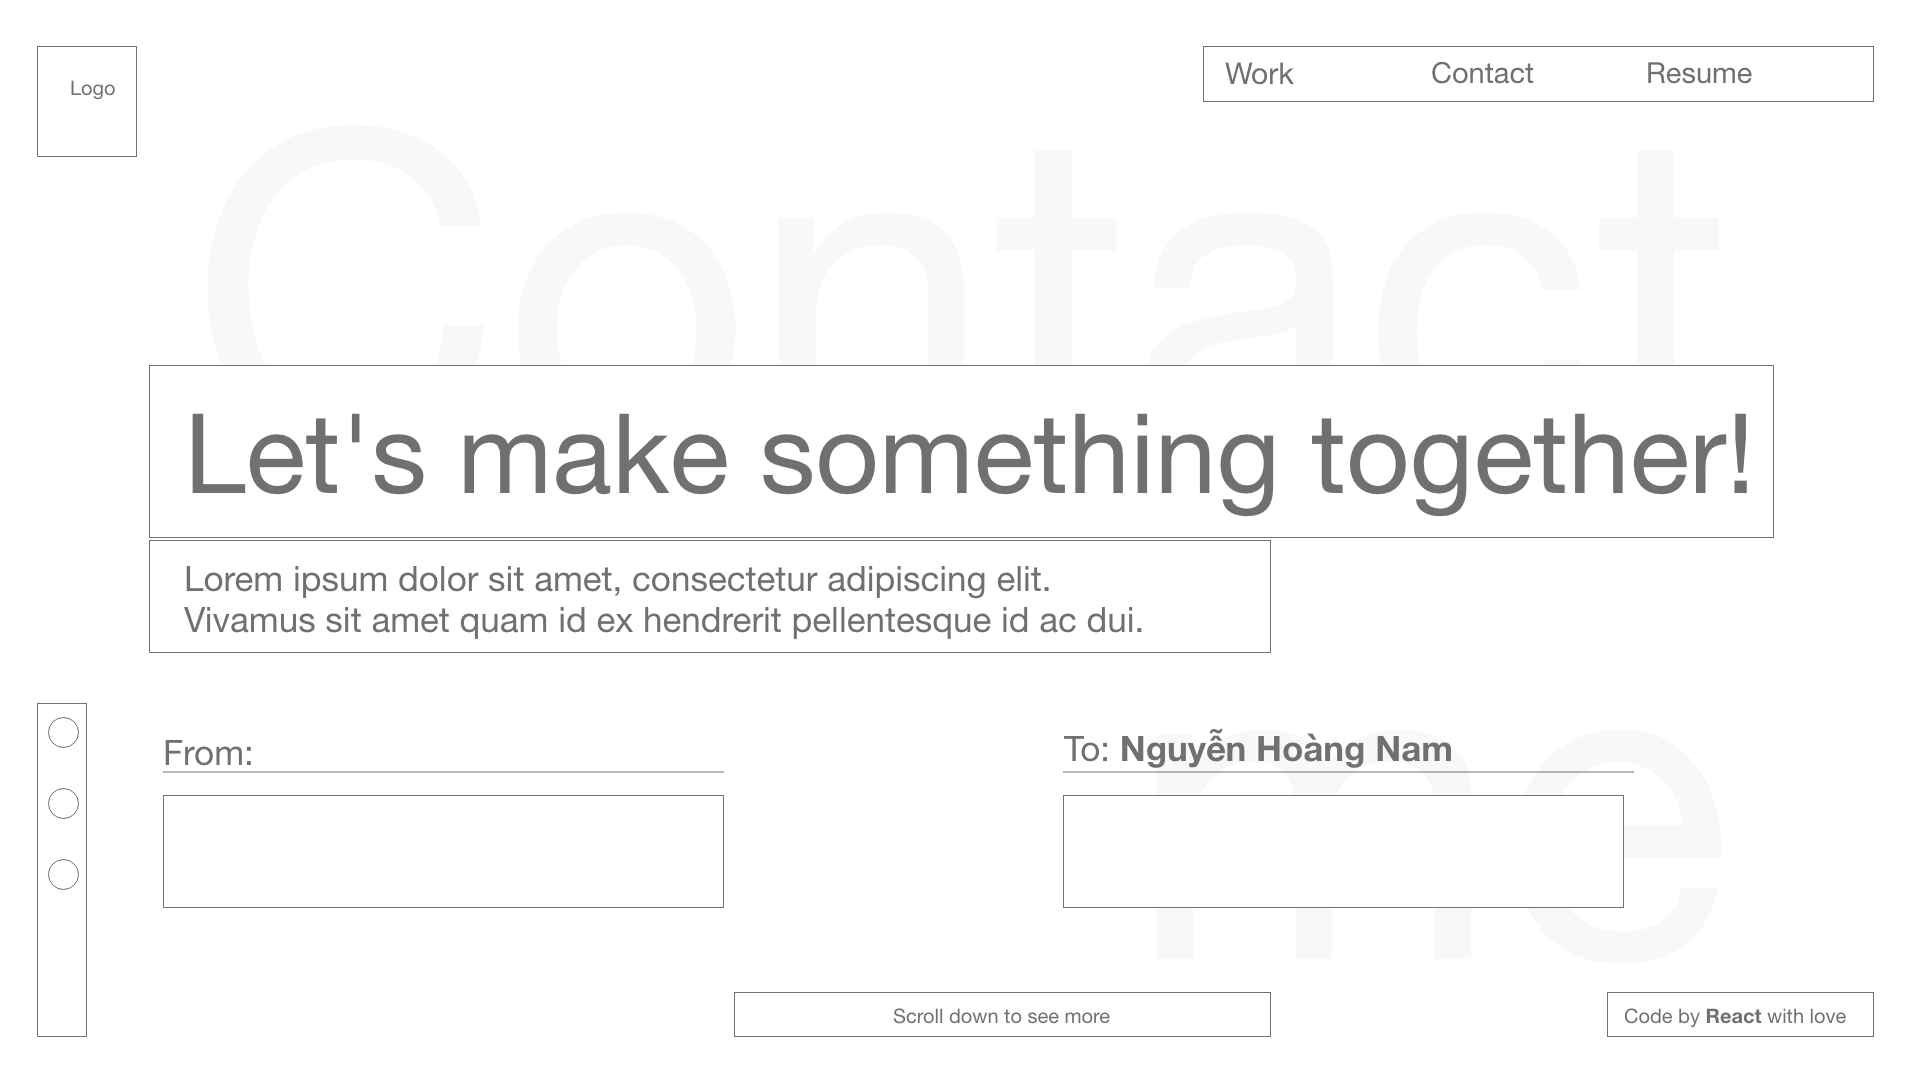 Logo
Work Contact Resume
Contact
Let's make something together!
Lorem ipsum dolor sit amet, consectetur adipiscing elit.
Vivamus sit amet quam id ex hendrerit pellentesque id ac dui.
From:
To: Nguyễn Hoàng Nam
me
Scroll down to see more
Code by React with love